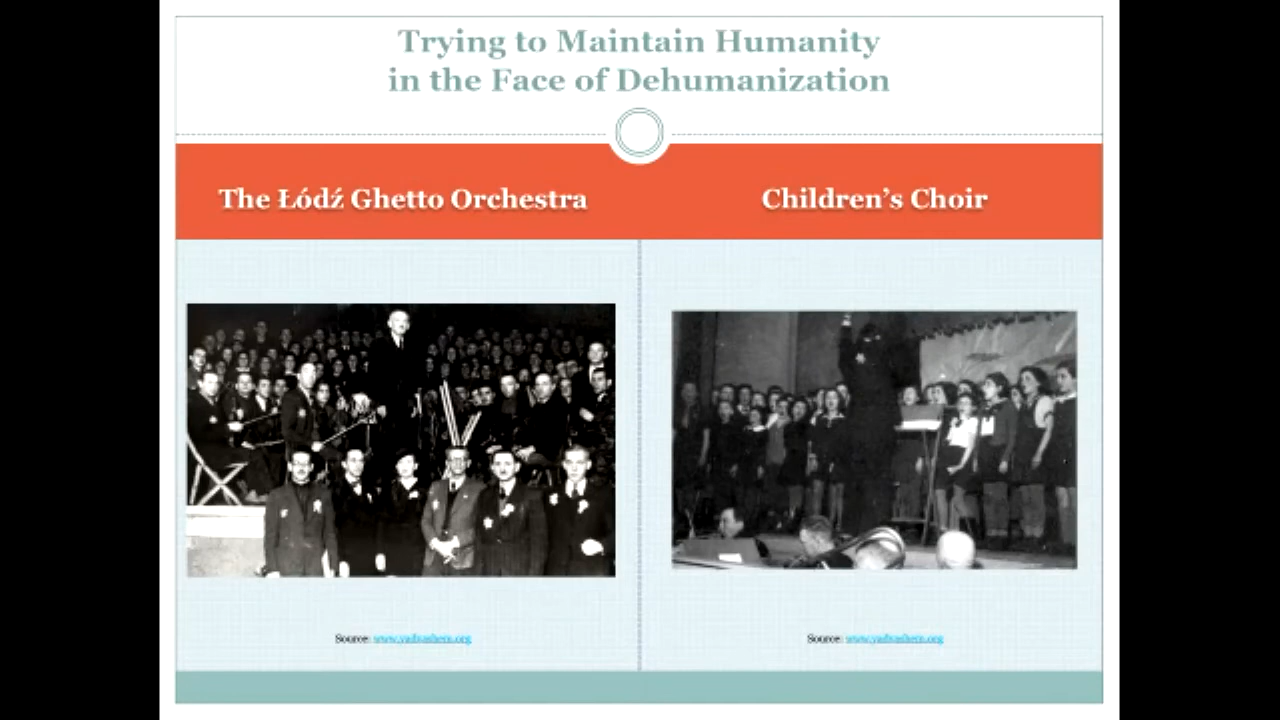 Trying to Maintain Humanity
in the Face of Dehumanization
The Łódź Ghetto Orchestra
Children’s Choir
Source: www.yadvashem.org
Source: www.yadvashem.org